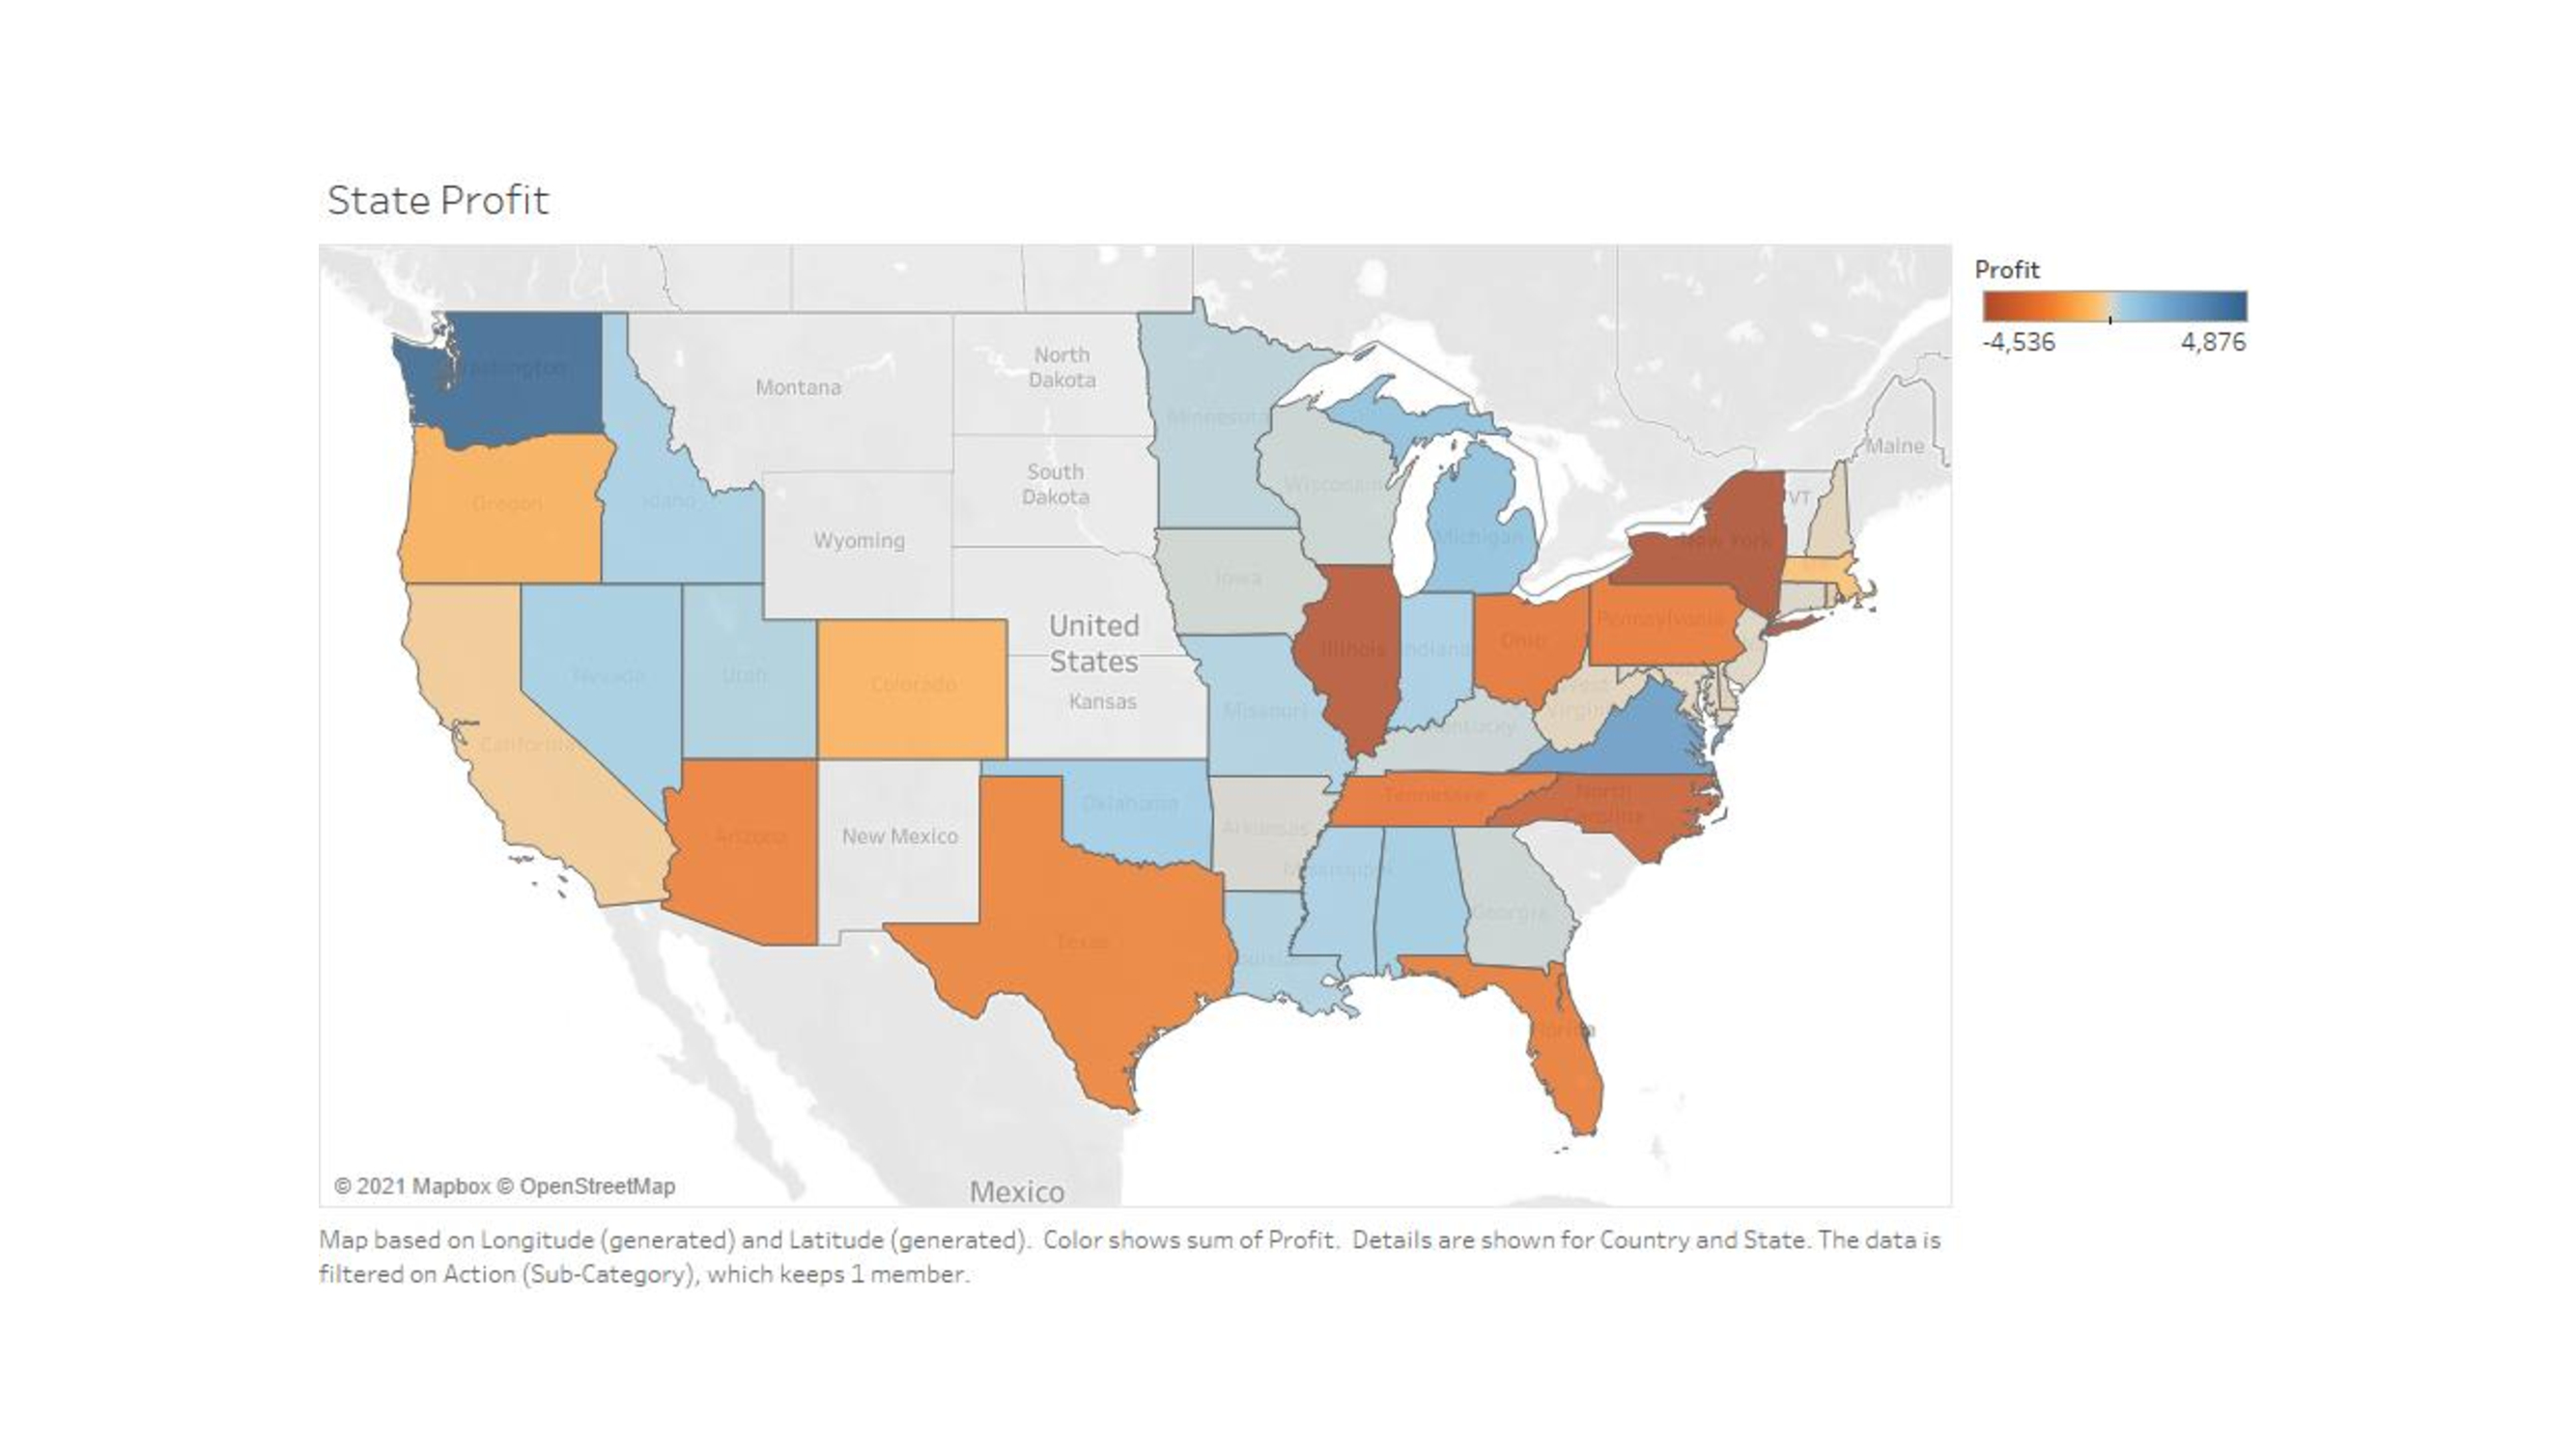 State Profit
Profit
-4,536 4,876
Washington
Montana
North
Dakota
Minnesota
Maine
Oregon
Idaho
South
Dakota
Wisconsin
VT
Wyoming
Michigan
New York
Iowa
United
States
Pennsylvania
Nevada
Utah
Colorado
Kansas
Illinois
Indiana
Ohio
Missouri
West
Virginia
Kentucky
California
Oklahoma
Tennessee
North
Carolina
Arizona
New Mexico
Arkansas
Mississippi
Georgia
Texas
Louisiana
Florida
Mexico
© 2021 Mapbox © OpenStreetMap
Map based on Longitude (generated) and Latitude (generated). Color shows sum of Profit. Details are shown for Country and State. The data is
filtered on Action (Sub-Category), which keeps 1 member.